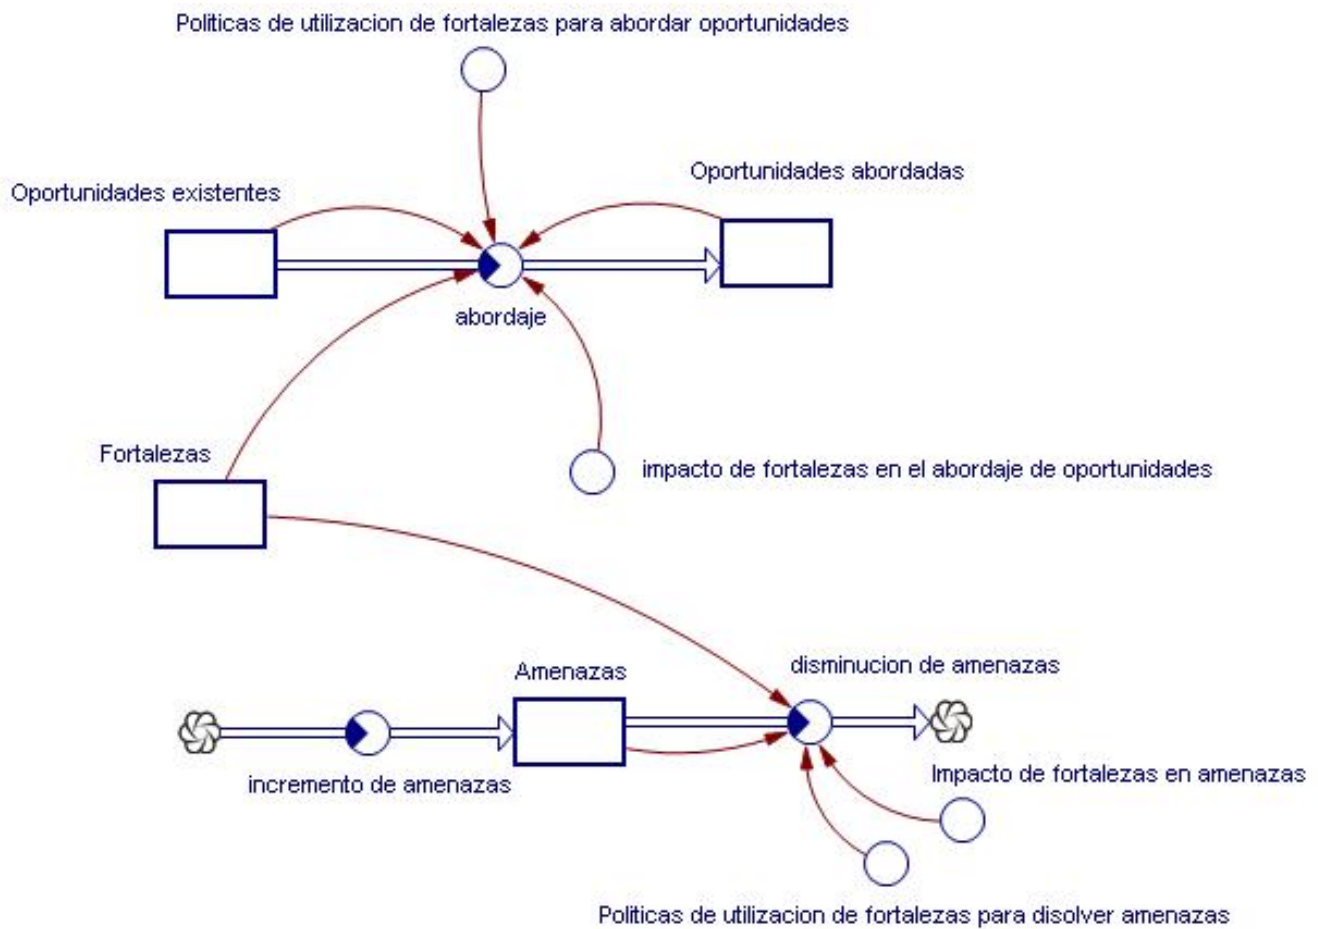 Politicas de utilizacion de fortalezas para abordar oportunidades
Oportunidades abordadas
Oportunidades existentes
abordaje
Fortalezas
impacto de fortalezas en el abordaje de oportunidades
disminucion de amenazas
Amenazas
Impacto de fortalezas en amenazas
incremento de amenazas
Politicas de utilizacion de fortalezas para disolver amenazas